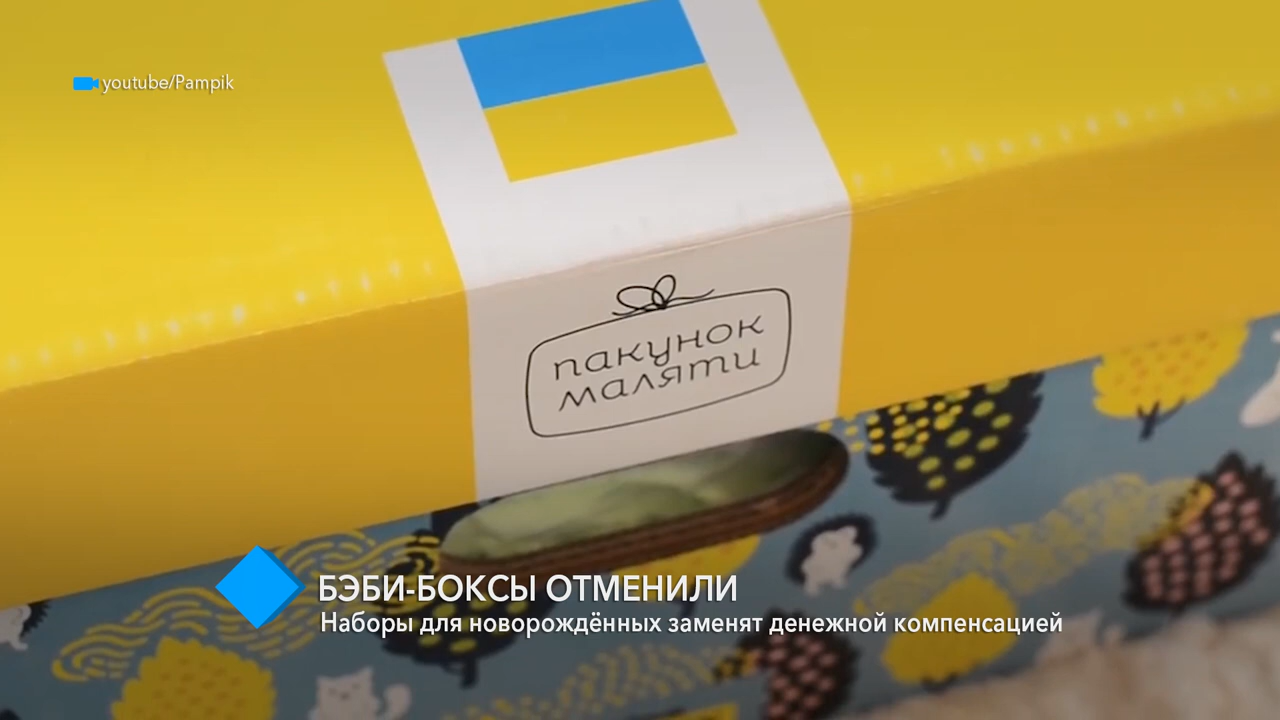 youtube/Pampik
пакунок
маляти
БЭБИ-БОКСЫ ОТМЕНИЛИ
Наборы для новорождённых заменят денежной компенсацией